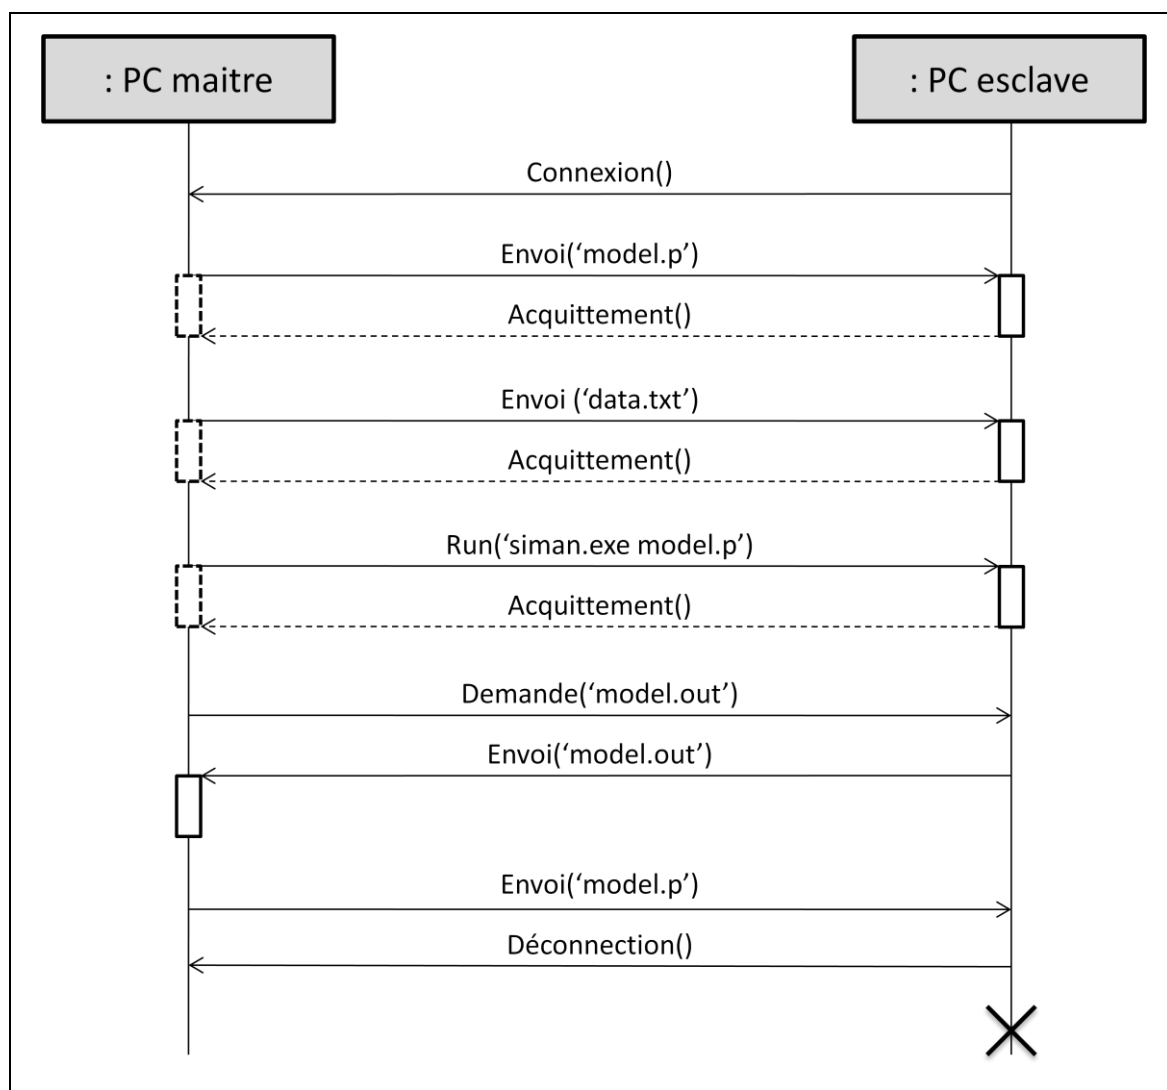 : PC maitre
: PC esclave
Connexion()
Envoi(‘model.p’)
Acquittement()
Envoi (‘data.txt’)
Acquittement()
Run(‘siman.exe model.p’)
Acquittement()
Demande(‘model.out’)
Envoi(‘model.out’)
Envoi(‘model.p’)
Déconnection()